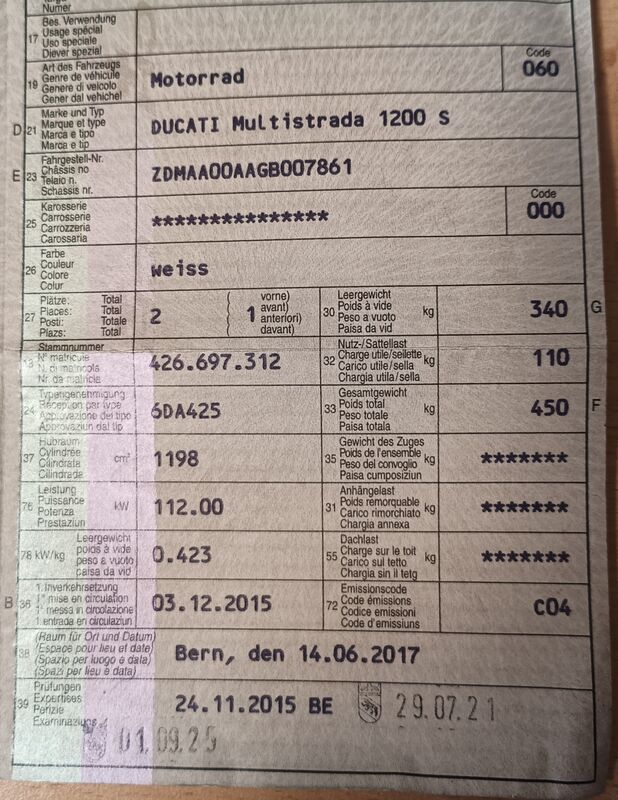 Numer
17 Bes. Verwendung
Usage spécial
Uso speciale
Diever spezial
19 Art des Fahrzeugs
Genre de véhicule
Genere di veicolo
Gener dal vehichel
Motorrad
Code
060
D 21 Marke und Typ
Marque et type
Marca e tipo
Marca e tip
DUCATI Multistrada 1200 S
E 23 Fahrgestell-Nr.
Châssis no
Telaio n.
Schassis nr.
ZDMAA00AAGB007861
25 Karosserie
Carrosserie
Carrozzeria
Carossaria
***************
Code
000
26 Farbe
Couleur
Colore
Colur
weiss
27 Plätze: Total
Places: Total
Posti: Totale
Plazs: Total
2
( vorne)
( avant)
1 anteriori)
( davant)
30 Leergewicht
Poids à vide
Peso a vuoto
Paisa da vid
kg
340 G
18 Stammnummer
N° matricule
N. di matricola
Nr. da matricla
426.697.312
32 Nutz-/Sattellast
Charge utile/sellette
Carico utile/sella
Chargia utila/sella
kg
110
24 Typengenehmigung
Réception par type
Approvazione del tipo
Approvaziun dal tip
6DA425
33 Gesamtgewicht
Poids total
Peso totale
Paisa totala
kg
450 F
37 Hubraum
Cylindrée
Cilindrata
Cilindrada
cm³
1198
35 Gewicht des Zuges
Poids de l'ensemble
Peso del convoglio
Paisa cumposiziun
kg
*******
76 Leistung
Puissance
Potenza
Prestaziun
kW
112.00
31 Anhängelast
Poids remorquable
Carico rimorchiato
Chargia annexa
kg
*******
78 kW/kg
Leergewicht
poids à vide
peso a vuoto
paisa da vid
0.423
55 Dachlast
Charge sur le toit
Carico sul tetto
Chargia sin il tetg
kg
*******
B 36 1. Inverkehrsetzung
1re mise en circulation
1a messa in circolazione
1. entrada en circulaziun
03.12.2015
72 Emissionscode
Code émissions
Codice emissioni
Code d'emissiuns
C04
38 (Raum für Ort und Datum)
(Espace pour lieu et date)
(Spazio per luogo e data)
(Spazi per lieu e data)
Bern, den 14.06.2017
39 Prüfungen
Expertises
Perizie
Examinaziuns
24.11.2015 BE
29.07.21
01.09.25